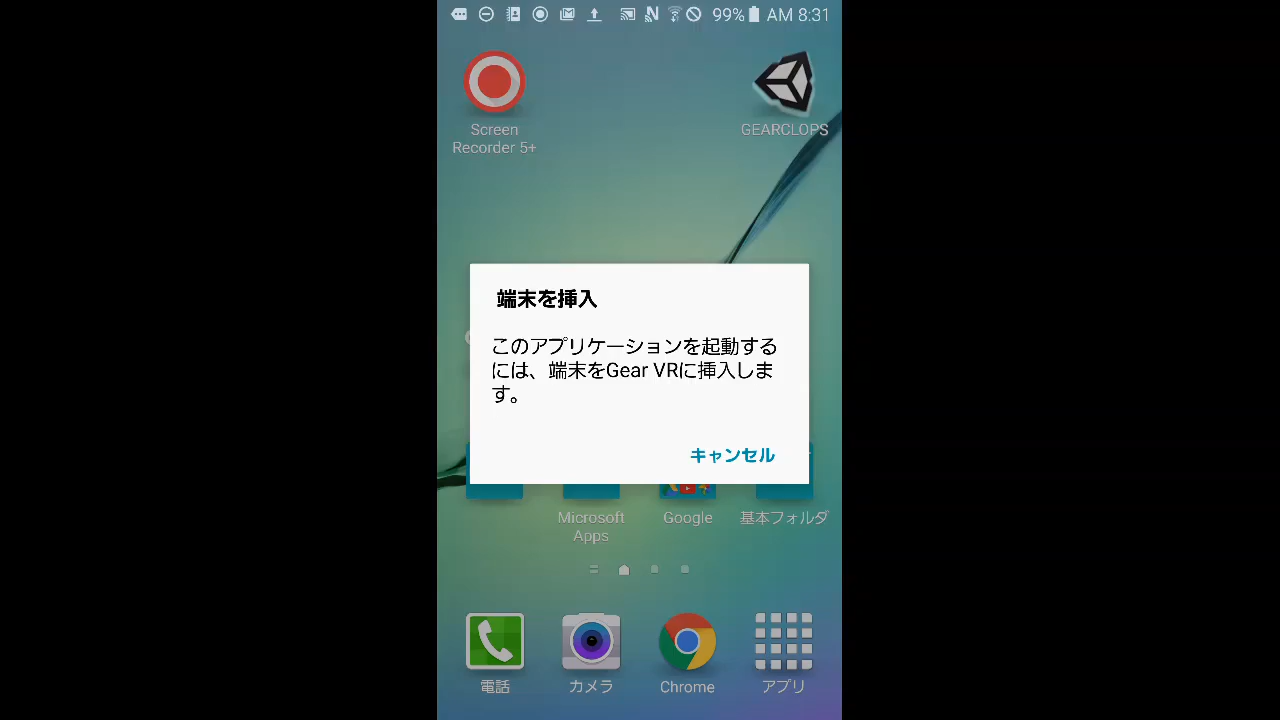 99% AM 8:31
Screen
Recorder 5+
GEARCLOPS
端末を挿入
このアプリケーションを起動する
には、端末をGear VRに挿入しま
す。
キャンセル
Microsoft
Apps
Google
基本フォルダ
電話
カメラ
Chrome
アプリ